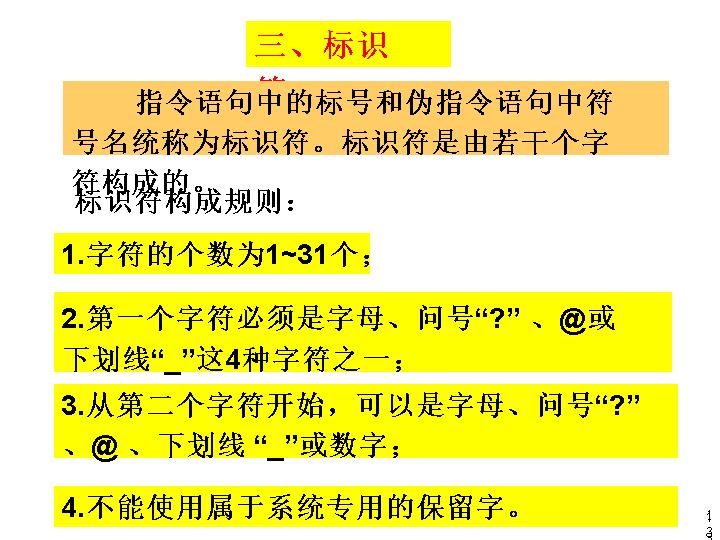 三、标识
符
指令语句中的标号和伪指令语句中符
号名统称为标识符。标识符是由若干个字
符构成的。
标识符构成规则：
1.字符的个数为1~31个；
2.第一个字符必须是字母、问号“?” 、@或
下划线“_”这4种字符之一；
3.从第二个字符开始，可以是字母、问号“?”
、@ 、下划线 “_”或数字；
4.不能使用属于系统专用的保留字。
1
3